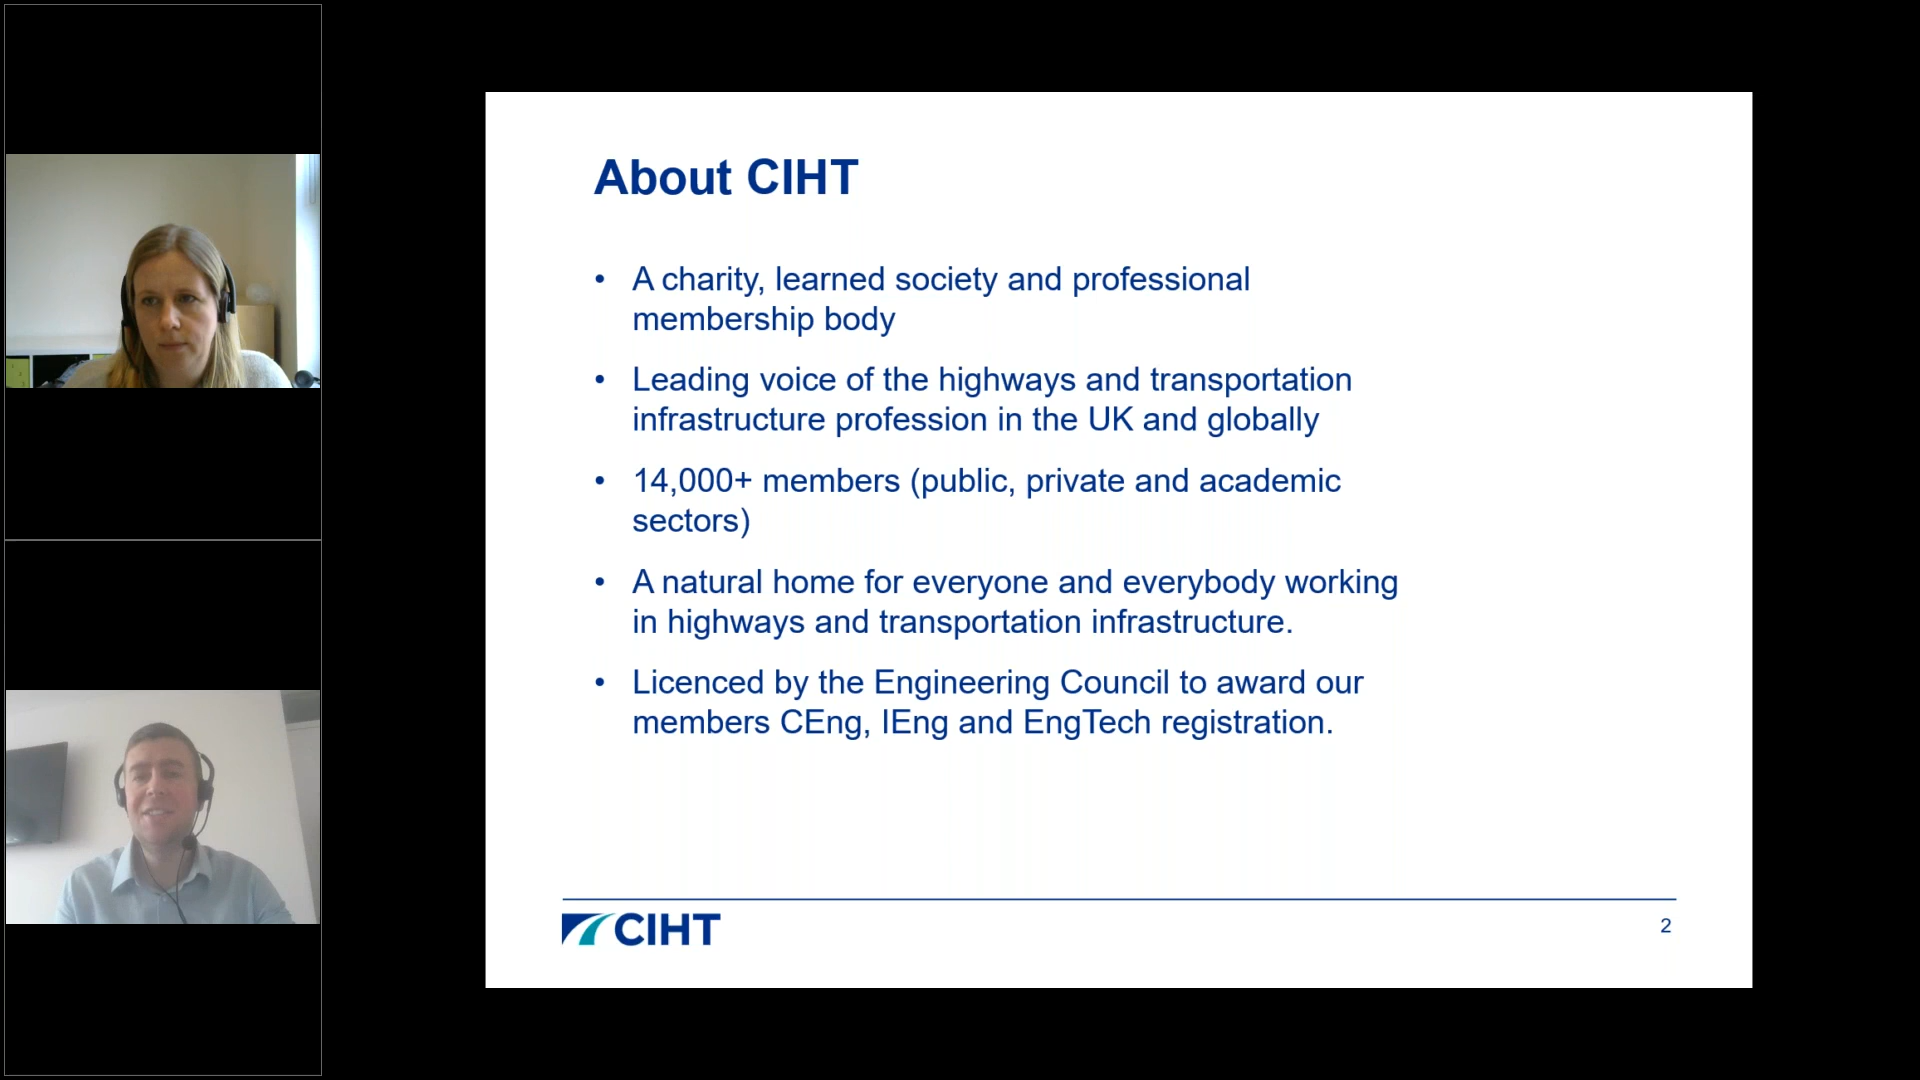 About CIHT
• A charity, learned society and professional
membership body
• Leading voice of the highways and transportation
infrastructure profession in the UK and globally
• 14,000+ members (public, private and academic
sectors)
• A natural home for everyone and everybody working
in highways and transportation infrastructure.
• Licenced by the Engineering Council to award our
members CEng, IEng and EngTech registration.
CIHT
2